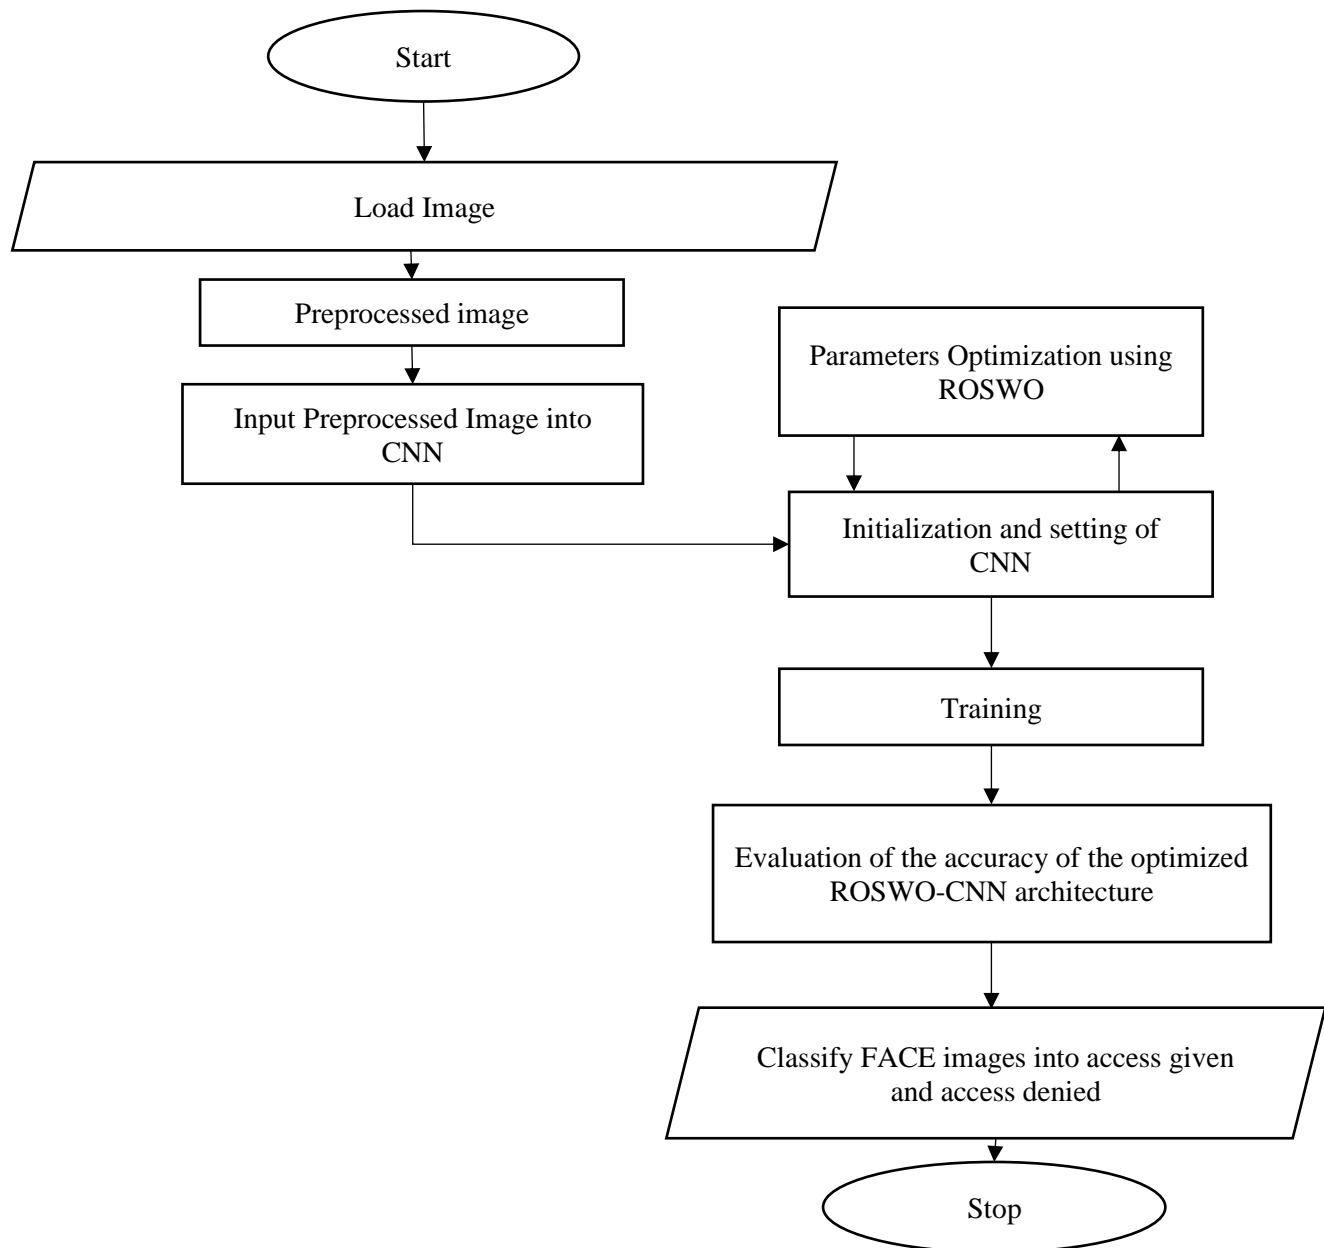 Start
Load Image
Preprocessed image
Input Preprocessed Image into
CNN
Parameters Optimization using
ROSWO
Initialization and setting of
CNN
Training
Evaluation of the accuracy of the optimized
ROSWO-CNN architecture
Classify FACE images into access given
and access denied
Stop